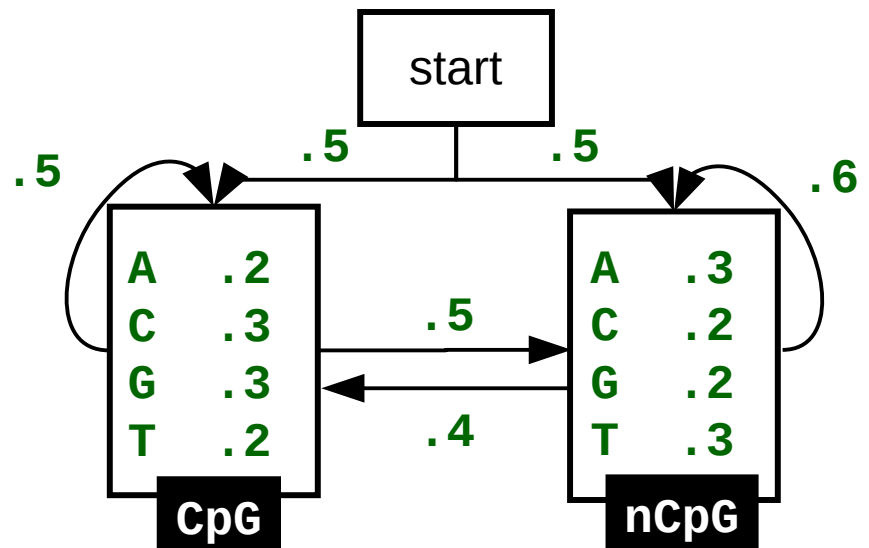 start
.5 .5
.5 .6
A .2
C .3
G .3
T .2
CpG
.5
.4
A .3
C .2
G .2
T .3
nCpG